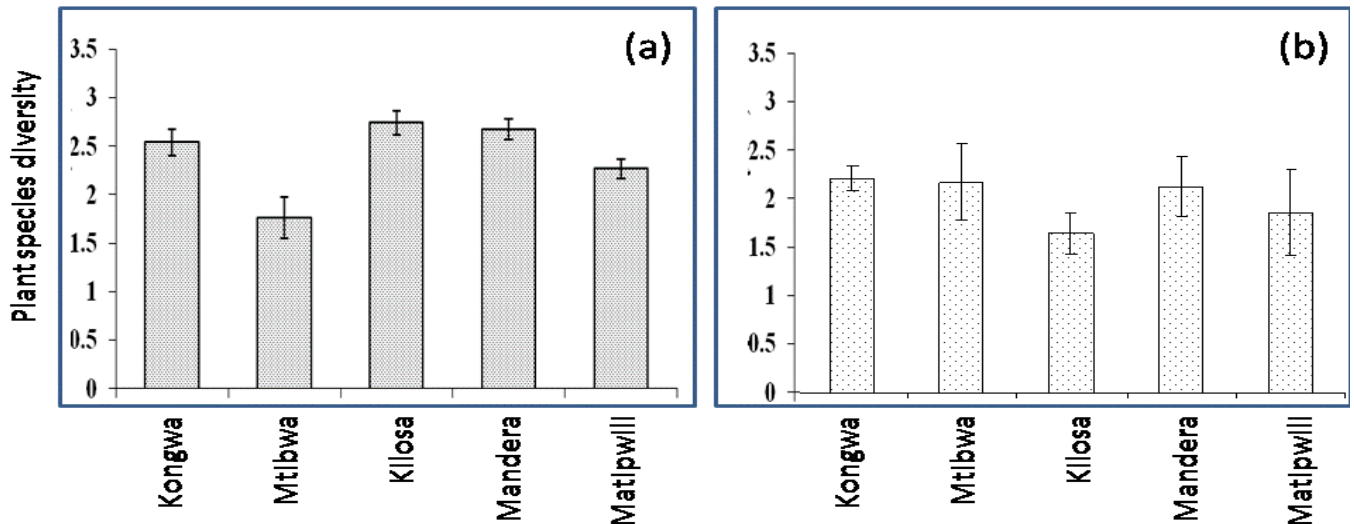 Plant species diversity
(a)
3.5
3
2.5
2
1.5
1
0.5
0
Kongwa
Mtibwa
Kilosa
Mandera
Matipwili
(b)
3.5
3
2.5
2
1.5
1
0.5
0
Kongwa
Mtibwa
Kilosa
Mandera
Matipwili